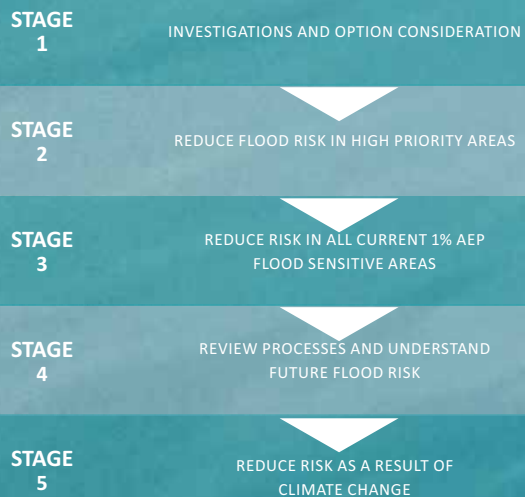 STAGE
1
INVESTIGATIONS AND OPTION CONSIDERATION
STAGE
2
REDUCE FLOOD RISK IN HIGH PRIORITY AREAS
STAGE
3
REDUCE RISK IN ALL CURRENT 1% AEP
FLOOD SENSITIVE AREAS
STAGE
4
REVIEW PROCESSES AND UNDERSTAND
FUTURE FLOOD RISK
STAGE
5
REDUCE RISK AS A RESULT OF
CLIMATE CHANGE